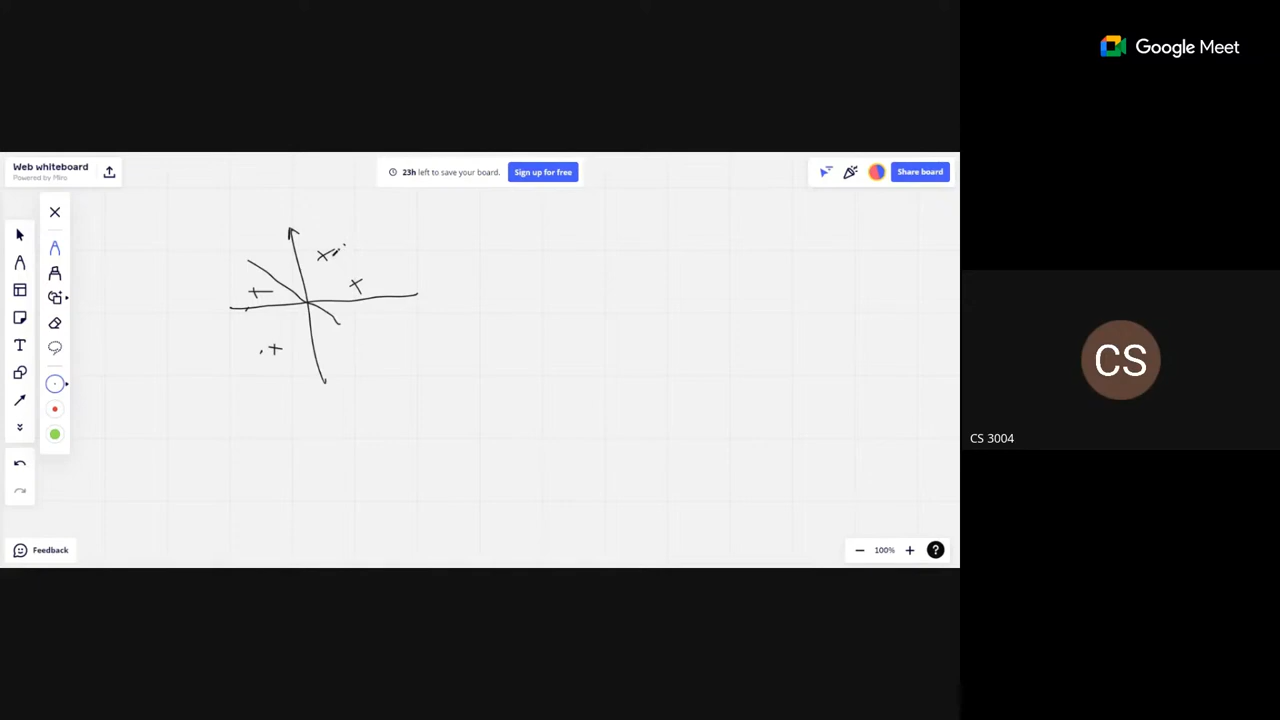 Google Meet
Web whiteboard
Powered by Miro
23h left to save your board.
Sign up for free
Share board
T
CS
CS 3004
Feedback
100%
?